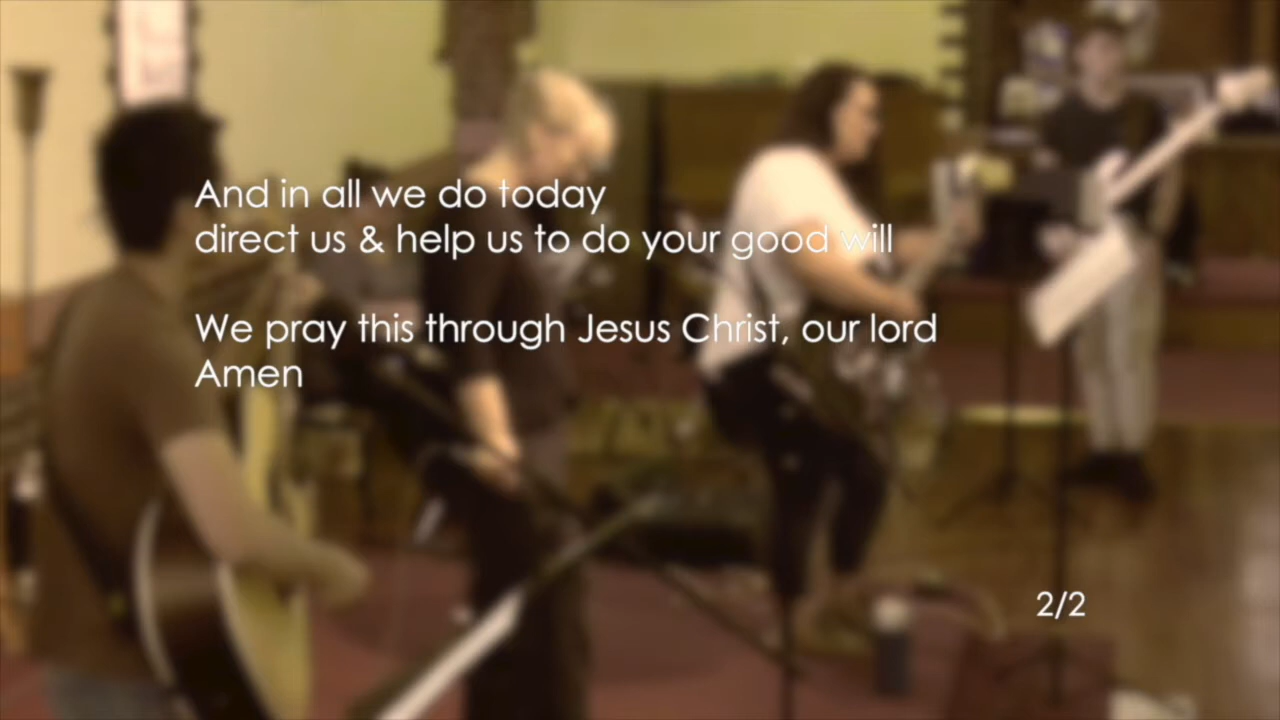 And in all we do today
direct us & help us to do your good will
We pray this through Jesus Christ, our lord
Amen
2/2